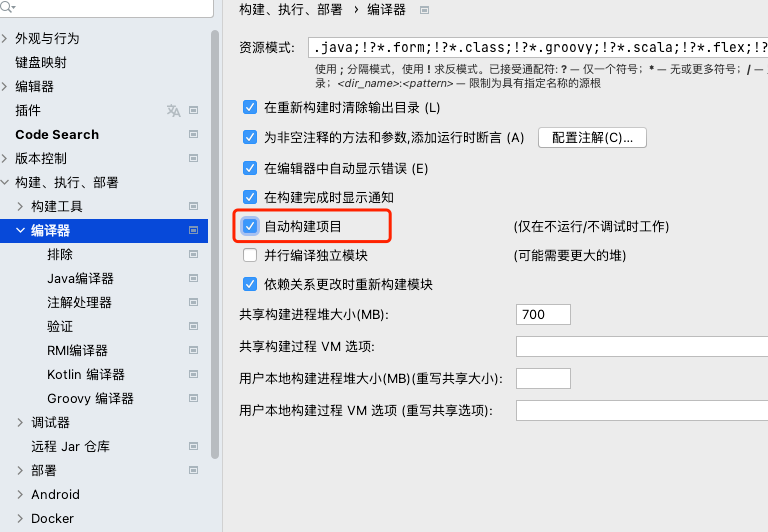 构建、执行、部署 › 编译器
外观与行为
键盘映射
编辑器
插件
Code Search
版本控制
构建、执行、部署
构建工具
编译器
排除
Java编译器
注解处理器
验证
RMI编译器
Kotlin 编译器
Groovy 编译器
调试器
远程 Jar 仓库
部署
Android
Docker
资源模式: .java;!?*.form;!?*.class;!?*.groovy;!?*.scala;!?*.flex;!?
使用 ; 分隔模式，使用 ! 求反模式。已接受通配符: ? — 仅一个符号； * — 无或更多符号； / —
录； <dir_name>:<pattern> — 限制为具有指定名称的源根
在重新构建时清除输出目录 (L)
为非空注释的方法和参数,添加运行时断言 (A) 配置注解(C)...
在编辑器中自动显示错误 (E)
在构建完成时显示通知
自动构建项目 (仅在不运行/不调试时工作)
并行编译独立模块 (可能需要更大的堆)
依赖关系更改时重新构建模块
共享构建进程堆大小(MB): 700
共享构建过程 VM 选项:
用户本地构建进程堆大小(MB)(重写共享大小):
用户本地构建过程 VM 选项 (重写共享选项):